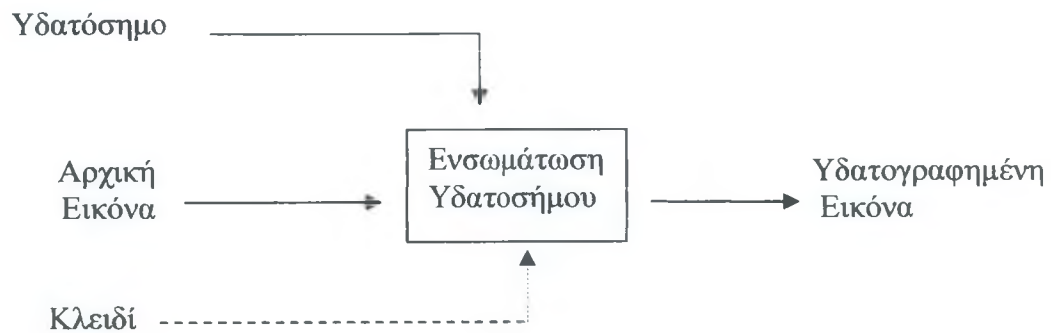 Υδατόσημο
Αρχική
Εικόνα
Ενσωμάτωση
Υδατοσήμου
Υδατογραφημένη
Εικόνα
Κλειδί